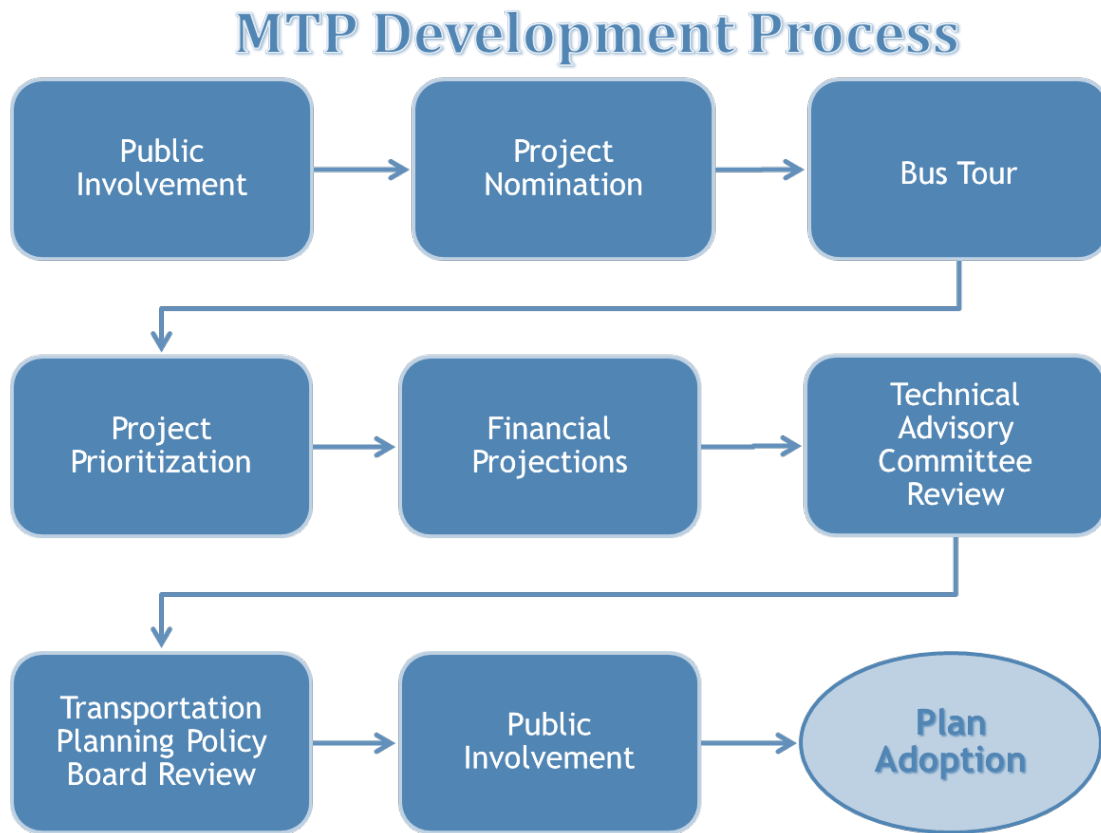 MTP Development Process
Public
Involvement
Project
Nomination
Bus Tour
Project
Prioritization
Financial
Projections
Technical
Advisory
Committee
Review
Transportation
Planning Policy
Board Review
Public
Involvement
Plan
Adoption